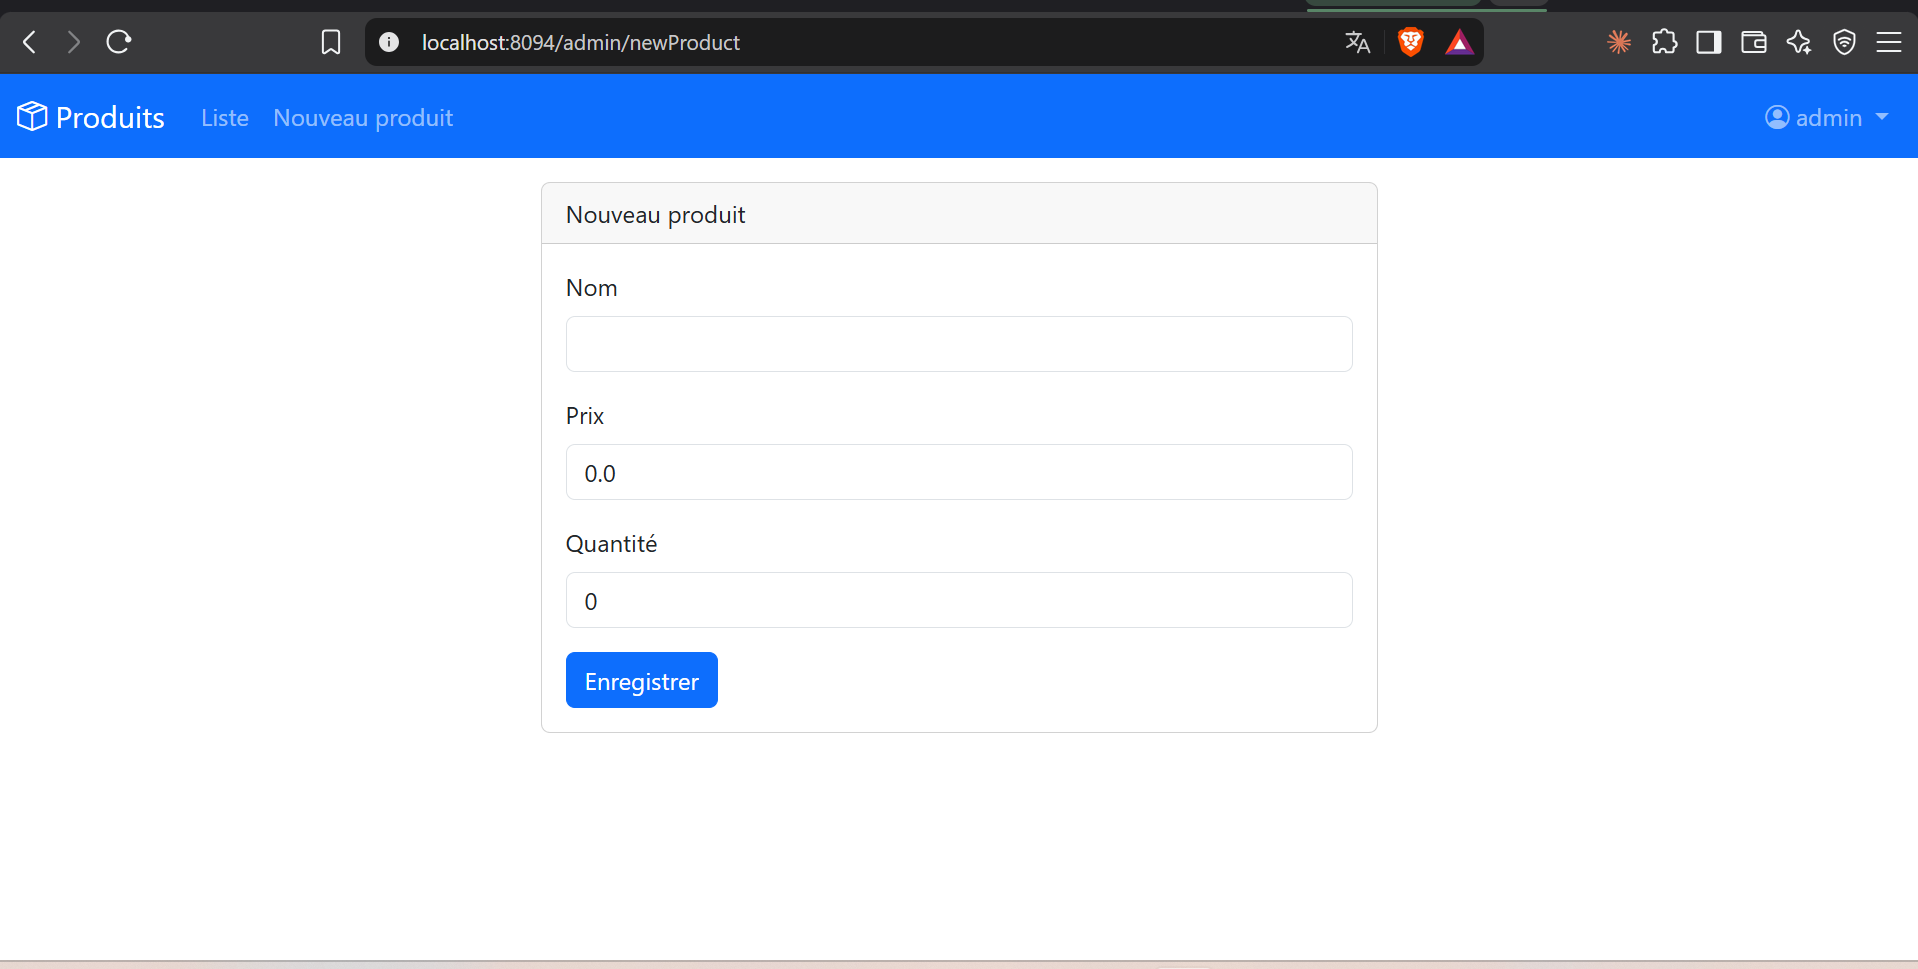 localhost:8094/admin/newProduct
Produits Liste Nouveau produit admin
Nouveau produit
Nom
Prix
0.0
Quantité
0
Enregistrer